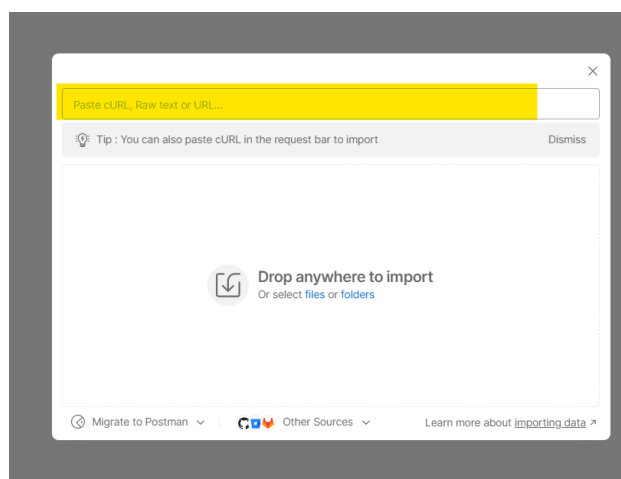 Paste cURL, Raw text or URL...
Tip : You can also paste cURL in the request bar to import Dismiss
Drop anywhere to import
Or select files or folders
Migrate to Postman Other Sources Learn more about importing data ↗